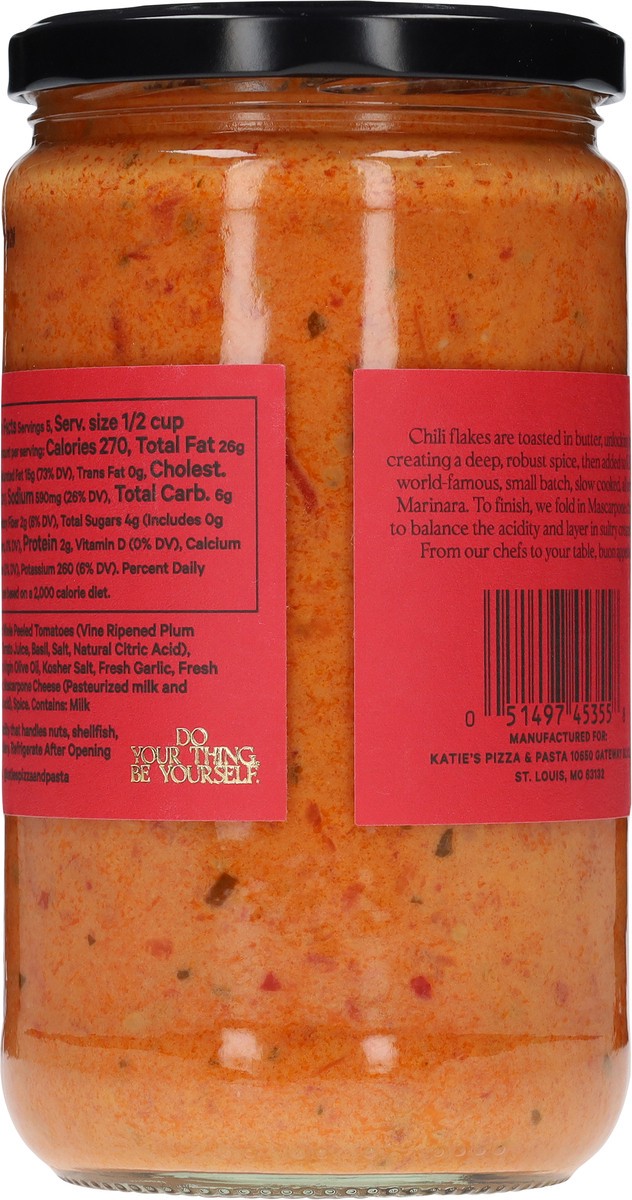 Facts Servings 5, Serv. size 1/2 cup
per serving: Calories 270, Total Fat 26g
Fat 15g (73% DV), Trans Fat 0g, Cholest.
Sodium 590mg (26% DV), Total Carb. 6g
Fiber 2g (8% DV), Total Sugars 4g (Includes 0g
Protein 2g, Vitamin D (0% DV), Calcium
Potassium 260 (6% DV). Percent Daily
based on a 2,000 calorie diet.
Peeled Tomatoes (Vine Ripened Plum
Juice, Basil, Salt, Natural Citric Acid),
Olive Oil, Kosher Salt, Fresh Garlic, Fresh
Cheese (Pasteurized milk and
Spice. Contains: Milk
that handles nuts, shellfish,
Refrigerate After Opening
DO
YOUR THING,
BE YOURSELF.
Chili flakes are toasted in butter,
creating a deep, robust spice, then added
world-famous, small batch, slow cooked,
Marinara. To finish, we fold in Mascarpone
to balance the acidity and layer in sultry
From our chefs to your table, buon
0 51497 45355 8
MANUFACTURED FOR:
KATIE'S PIZZA & PASTA 10650 GATEWAY
ST. LOUIS, MO 63132